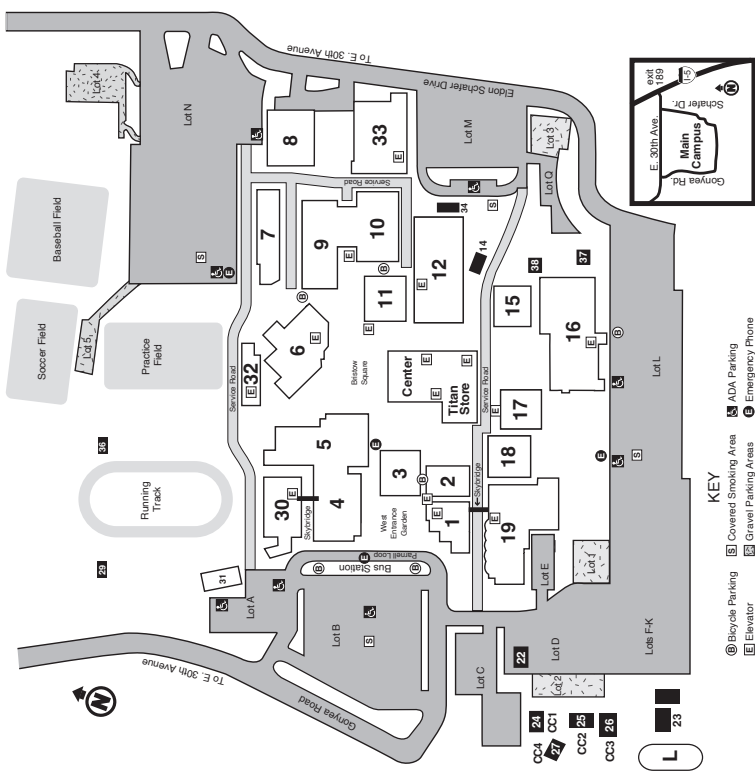 To E. 30th Avenue
Lot 4
Lot N
Baseball Field
Soccer Field
Lot 5
Practice
Field
36
Running
Track
29
8
33
Eldon Schafer Drive
Lot M
Lot 3
Lot Q
Service Road
7
9
10
34
14
12
11
B
S
E
6
32
Service Road
Bristow
Square
Center
Titan
Store
38
37
15
16
Service Road
17
18
5
4
30
Skybridge
3
2
1
Skybridge
19
West
Entrance
Garden
Parnell Loop
Bus Station
31
Lot A
Lot B
To E. 30th Avenue
Gonyea Road
Lot C
Lot D
Lot E
Lot 1
Lot 2
22
Lots F-K
Lot L
24
CC1
CC4
27
25
CC2
26
CC3
23
L
N
exit
189
I-5
E. 30th Ave.
Schafer Dr.
Main
Campus
Gonyea Rd.
N
KEY
B Bicycle Parking
S Covered Smoking Area
ADA Parking
E Elevator
Gravel Parking Areas
E Emergency Phone